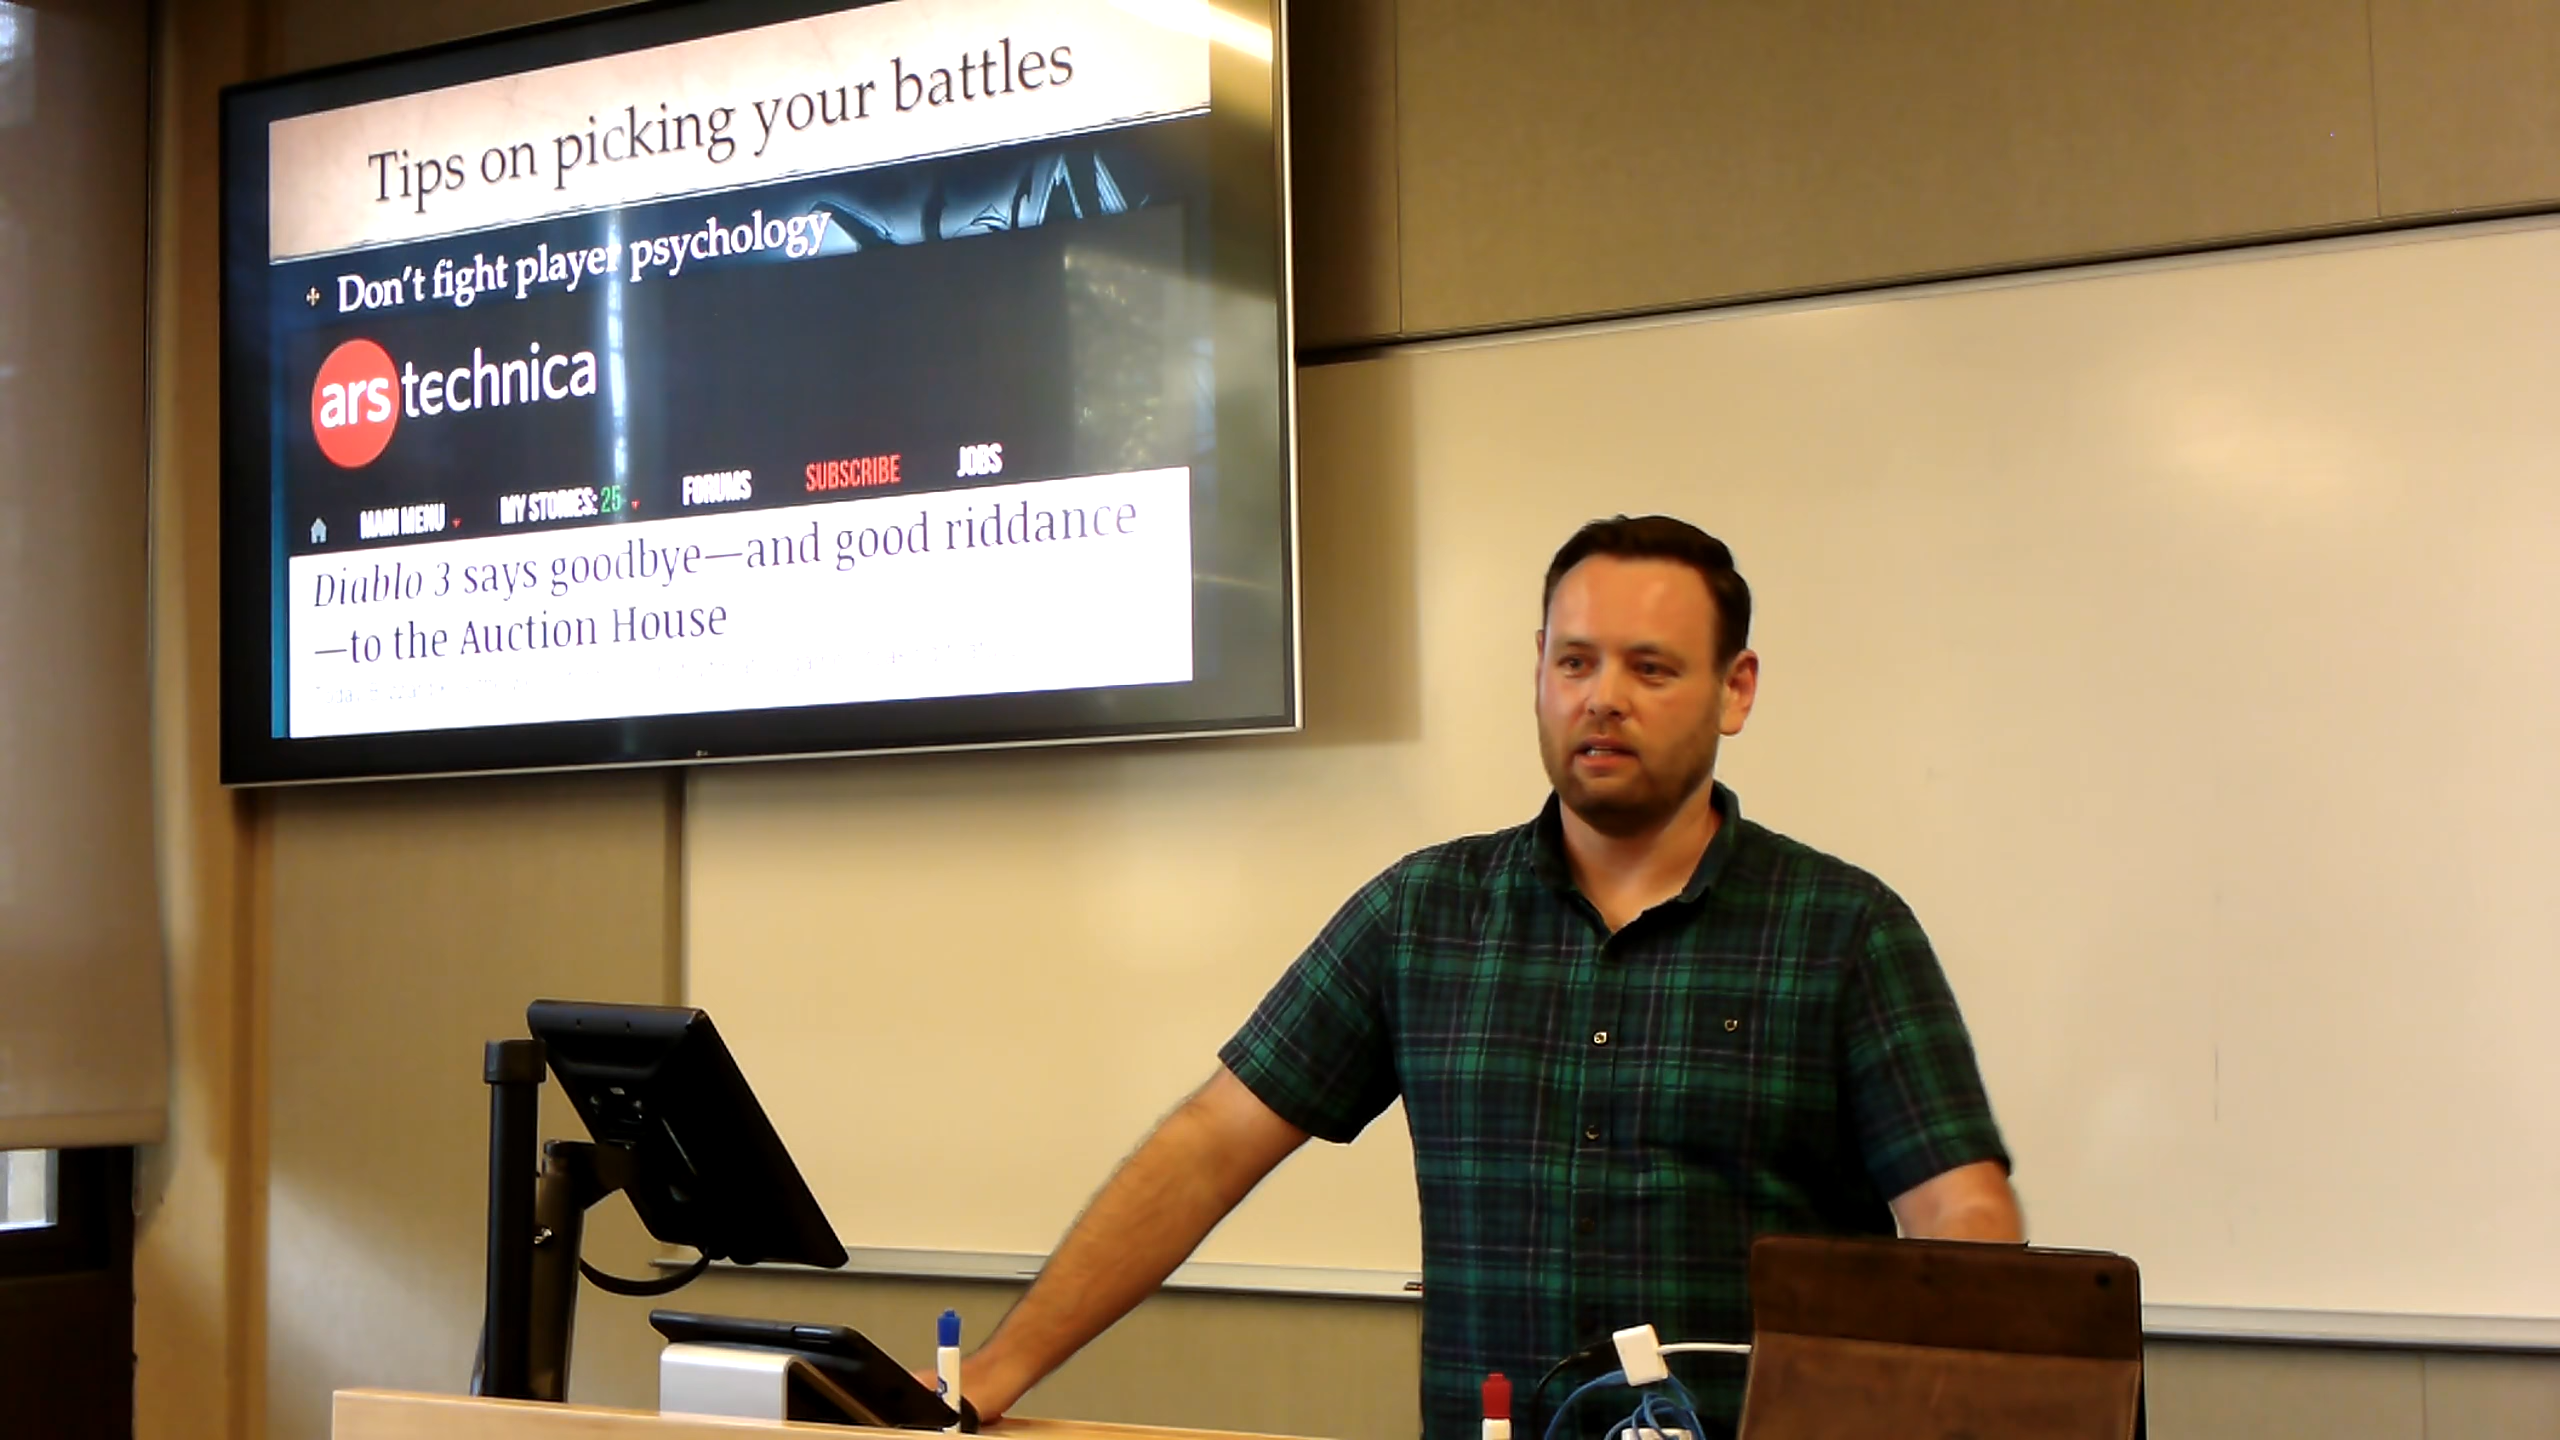 Tips on picking your battles
Don't fight player psychology
ars technica
MAIN MENU MY STORIES: 25 FORUMS SUBSCRIBE JOBS
Diablo 3 says goodbye—and good riddance
—to the Auction House